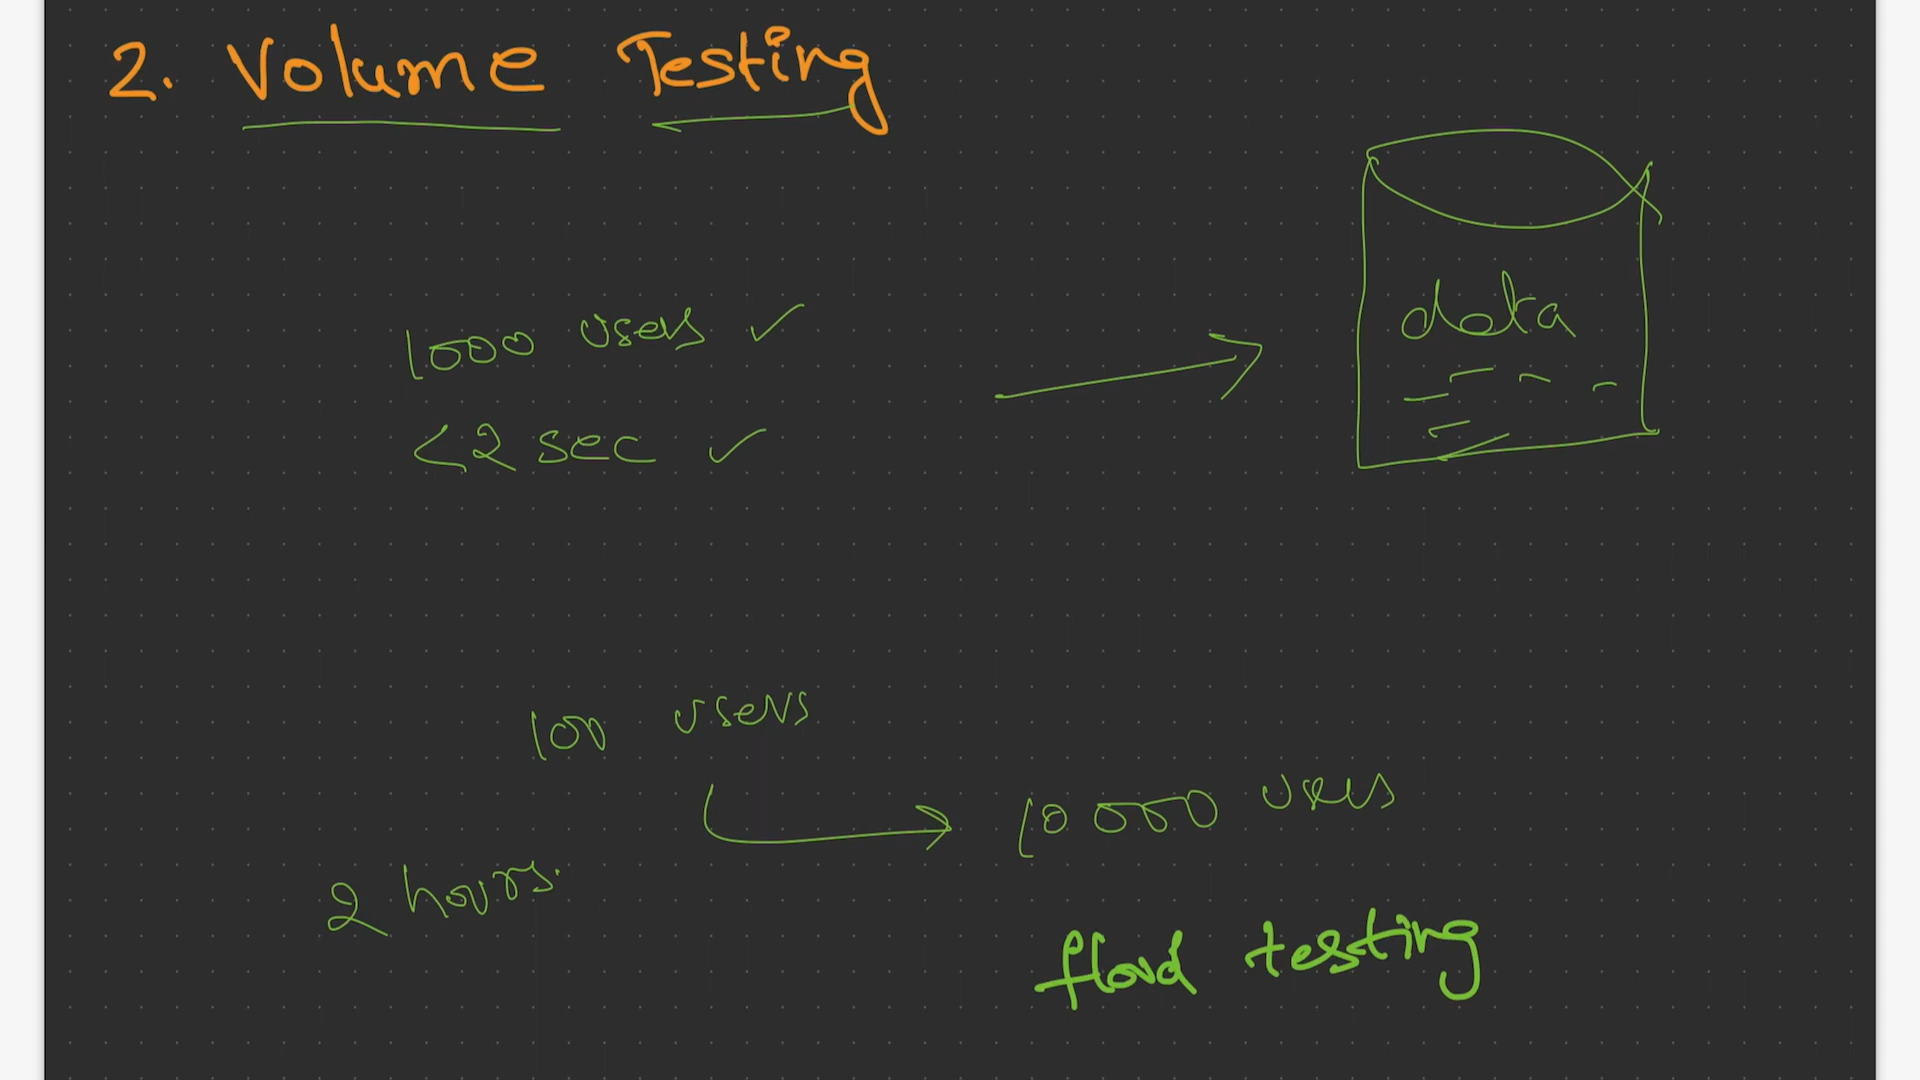 2. Volume Testing
1000 users ✓
<2 sec ✓
data
100 users
10000 users
2 hours.
flood testing